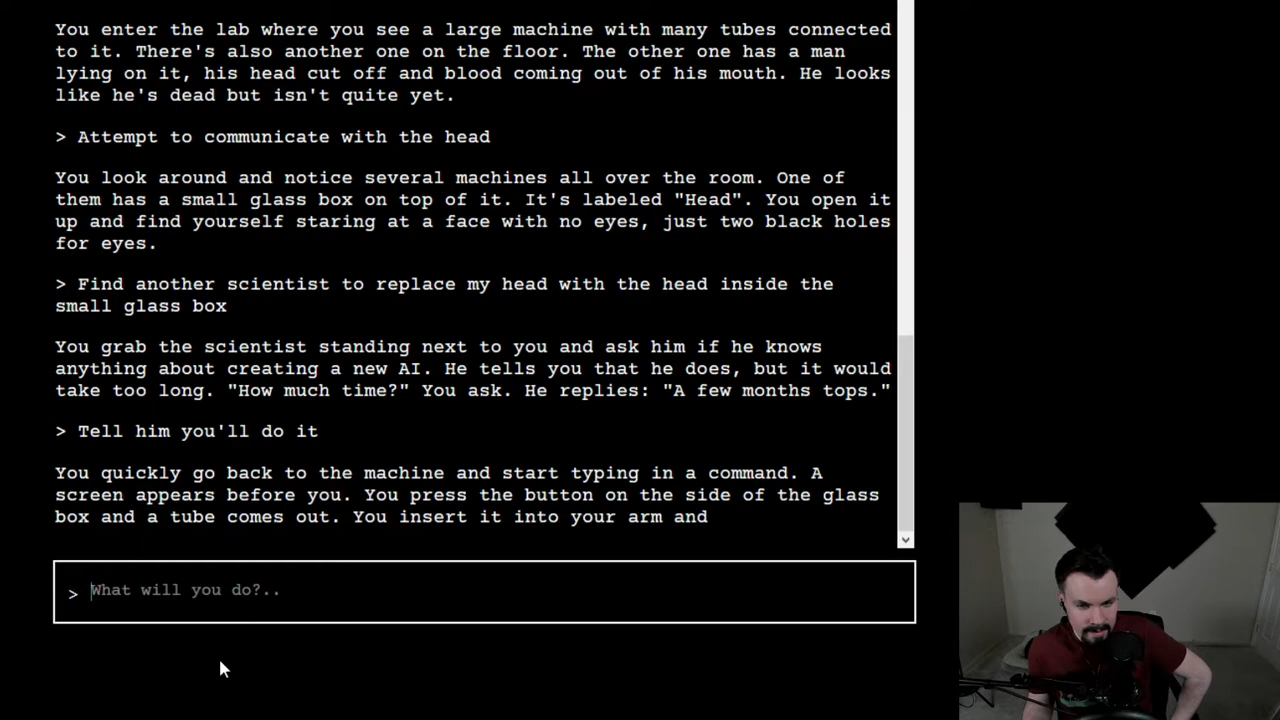 You enter the lab where you see a large machine with many tubes connected
to it. There's also another one on the floor. The other one has a man
lying on it, his head cut off and blood coming out of his mouth. He looks
like he's dead but isn't quite yet.
> Attempt to communicate with the head
You look around and notice several machines all over the room. One of
them has a small glass box on top of it. It's labeled "Head". You open it
up and find yourself staring at a face with no eyes, just two black holes
for eyes.
> Find another scientist to replace my head with the head inside the
small glass box
You grab the scientist standing next to you and ask him if he knows
anything about creating a new AI. He tells you that he does, but it would
take too long. "How much time?" You ask. He replies: "A few months tops."
> Tell him you'll do it
You quickly go back to the machine and start typing in a command. A
screen appears before you. You press the button on the side of the glass
box and a tube comes out. You insert it into your arm and
> What will you do?..